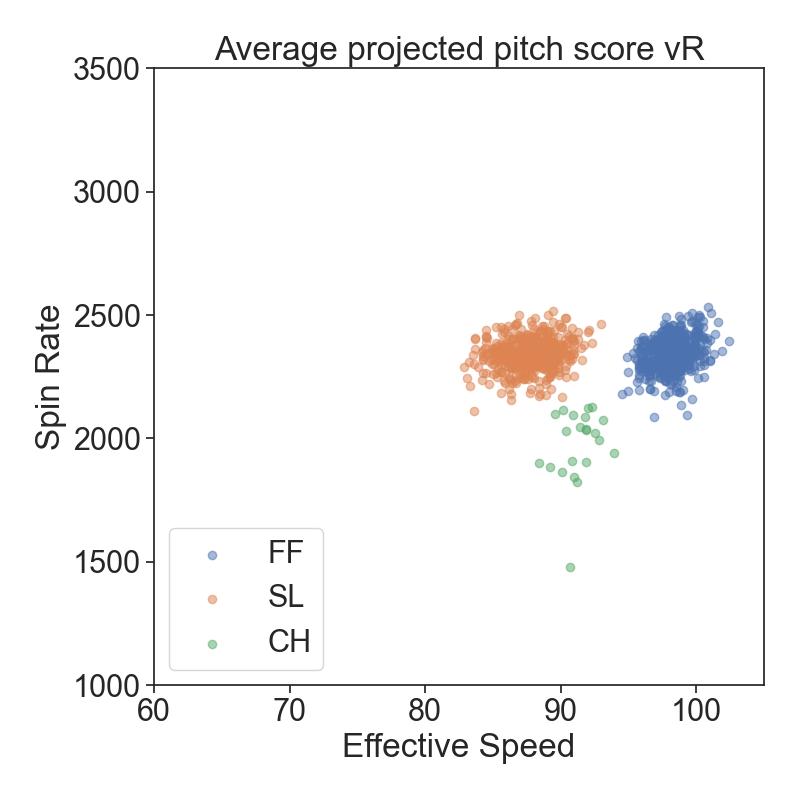 Average projected pitch score vR
3500
3000
2500
2000
1500
1000
Spin Rate
FF
SL
CH
60 70 80 90 100
Effective Speed